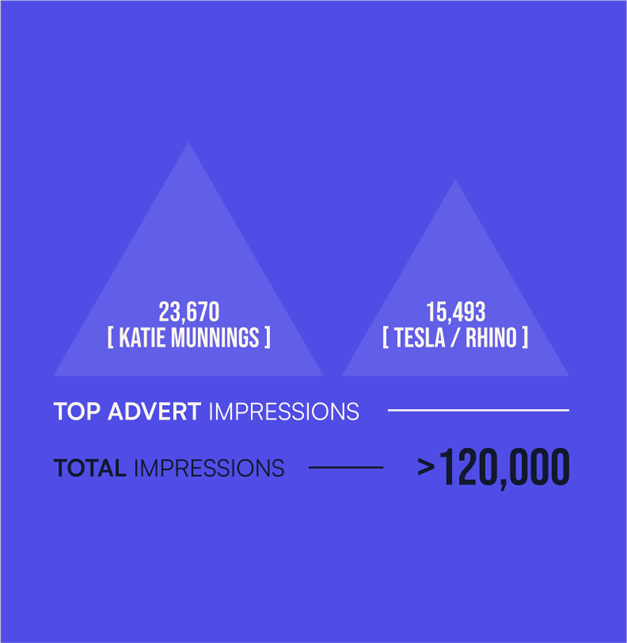 23,670
[ KATIE MUNNINGS ]
15,493
[ TESLA / RHINO ]
TOP ADVERT IMPRESSIONS
TOTAL IMPRESSIONS >120,000